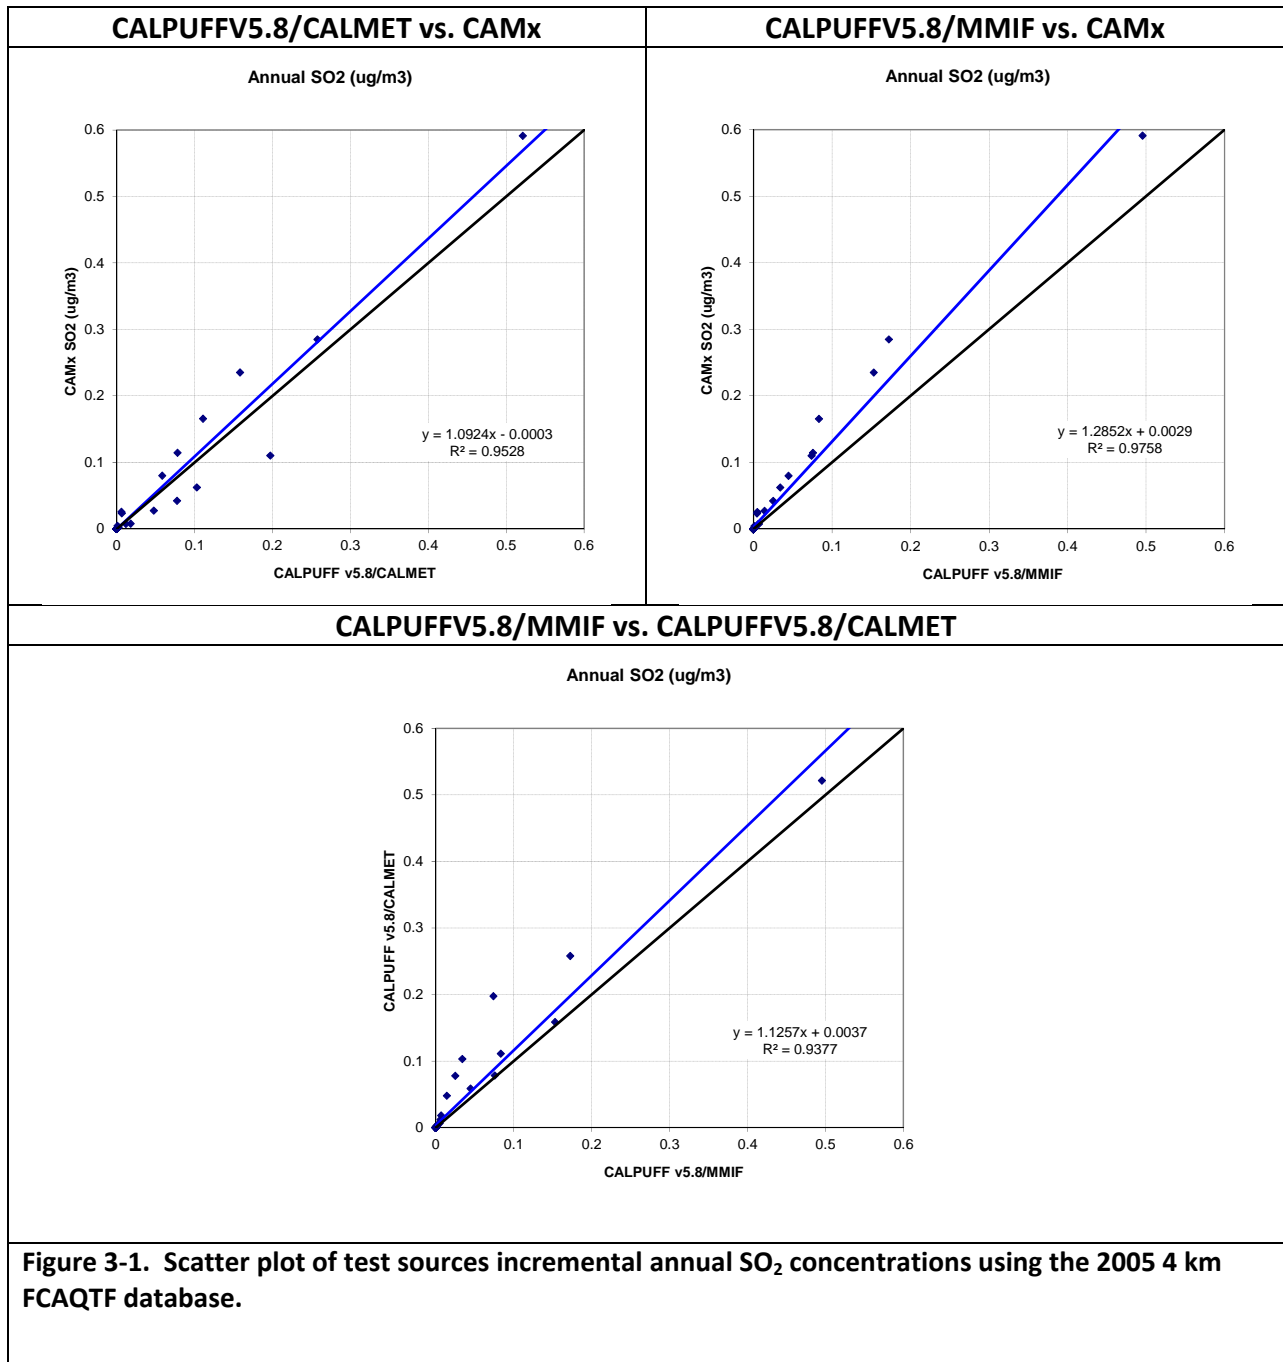 CALPUFFV5.8/CALMET vs. CAMx
Annual SO2 (ug/m3)
CAMx SO2 (ug/m3)
0.6
0.5
0.4
0.3
0.2
0.1
0
y = 1.0924x - 0.0003
R² = 0.9528
0 0.1 0.2 0.3 0.4 0.5 0.6
CALPUFF v5.8/CALMET
CALPUFFV5.8/MMIF vs. CAMx
Annual SO2 (ug/m3)
CAMx SO2 (ug/m3)
0.6
0.5
0.4
0.3
0.2
0.1
0
y = 1.2852x + 0.0029
R² = 0.9758
0 0.1 0.2 0.3 0.4 0.5 0.6
CALPUFF v5.8/MMIF
CALPUFFV5.8/MMIF vs. CALPUFFV5.8/CALMET
Annual SO2 (ug/m3)
CALPUFF v5.8/CALMET
0.6
0.5
0.4
0.3
0.2
0.1
0
y = 1.1257x + 0.0037
R² = 0.9377
0 0.1 0.2 0.3 0.4 0.5 0.6
CALPUFF v5.8/MMIF
Figure 3-1. Scatter plot of test sources incremental annual SO₂ concentrations using the 2005 4 km
FCAQTF database.